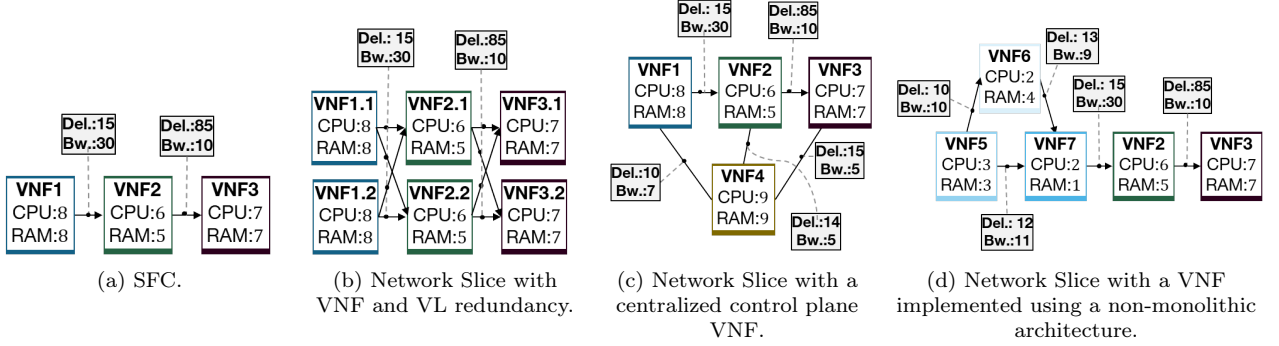 Del.:15
Bw.:30
Del.:85
Bw.:10
VNF1
CPU:8
RAM:8
VNF2
CPU:6
RAM:5
VNF3
CPU:7
RAM:7
(a) SFC.
Del.: 15
Bw.:30
Del.:85
Bw.:10
VNF1.1
CPU:8
RAM:8
VNF2.1
CPU:6
RAM:5
VNF3.1
CPU:7
RAM:7
VNF1.2
CPU:8
RAM:8
VNF2.2
CPU:6
RAM:5
VNF3.2
CPU:7
RAM:7
(b) Network Slice with
VNF and VL redundancy.
Del.: 15
Bw.:30
Del.:85
Bw.:10
VNF1
CPU:8
RAM:8
VNF2
CPU:6
RAM:5
VNF3
CPU:7
RAM:7
Del.:10
Bw.:7
VNF4
CPU:9
RAM:9
Del.:15
Bw.:5
Del.:14
Bw.:5
(c) Network Slice with a
centralized control plane
VNF.
Del.: 13
Bw.:9
VNF6
CPU:2
RAM:4
Del.: 10
Bw.:10
Del.: 15
Bw.:30
Del.:85
Bw.:10
VNF5
CPU:3
RAM:3
VNF7
CPU:2
RAM:1
VNF2
CPU:6
RAM:5
VNF3
CPU:7
RAM:7
Del.: 12
Bw.:11
(d) Network Slice with a VNF
implemented using a non-monolithic
architecture.